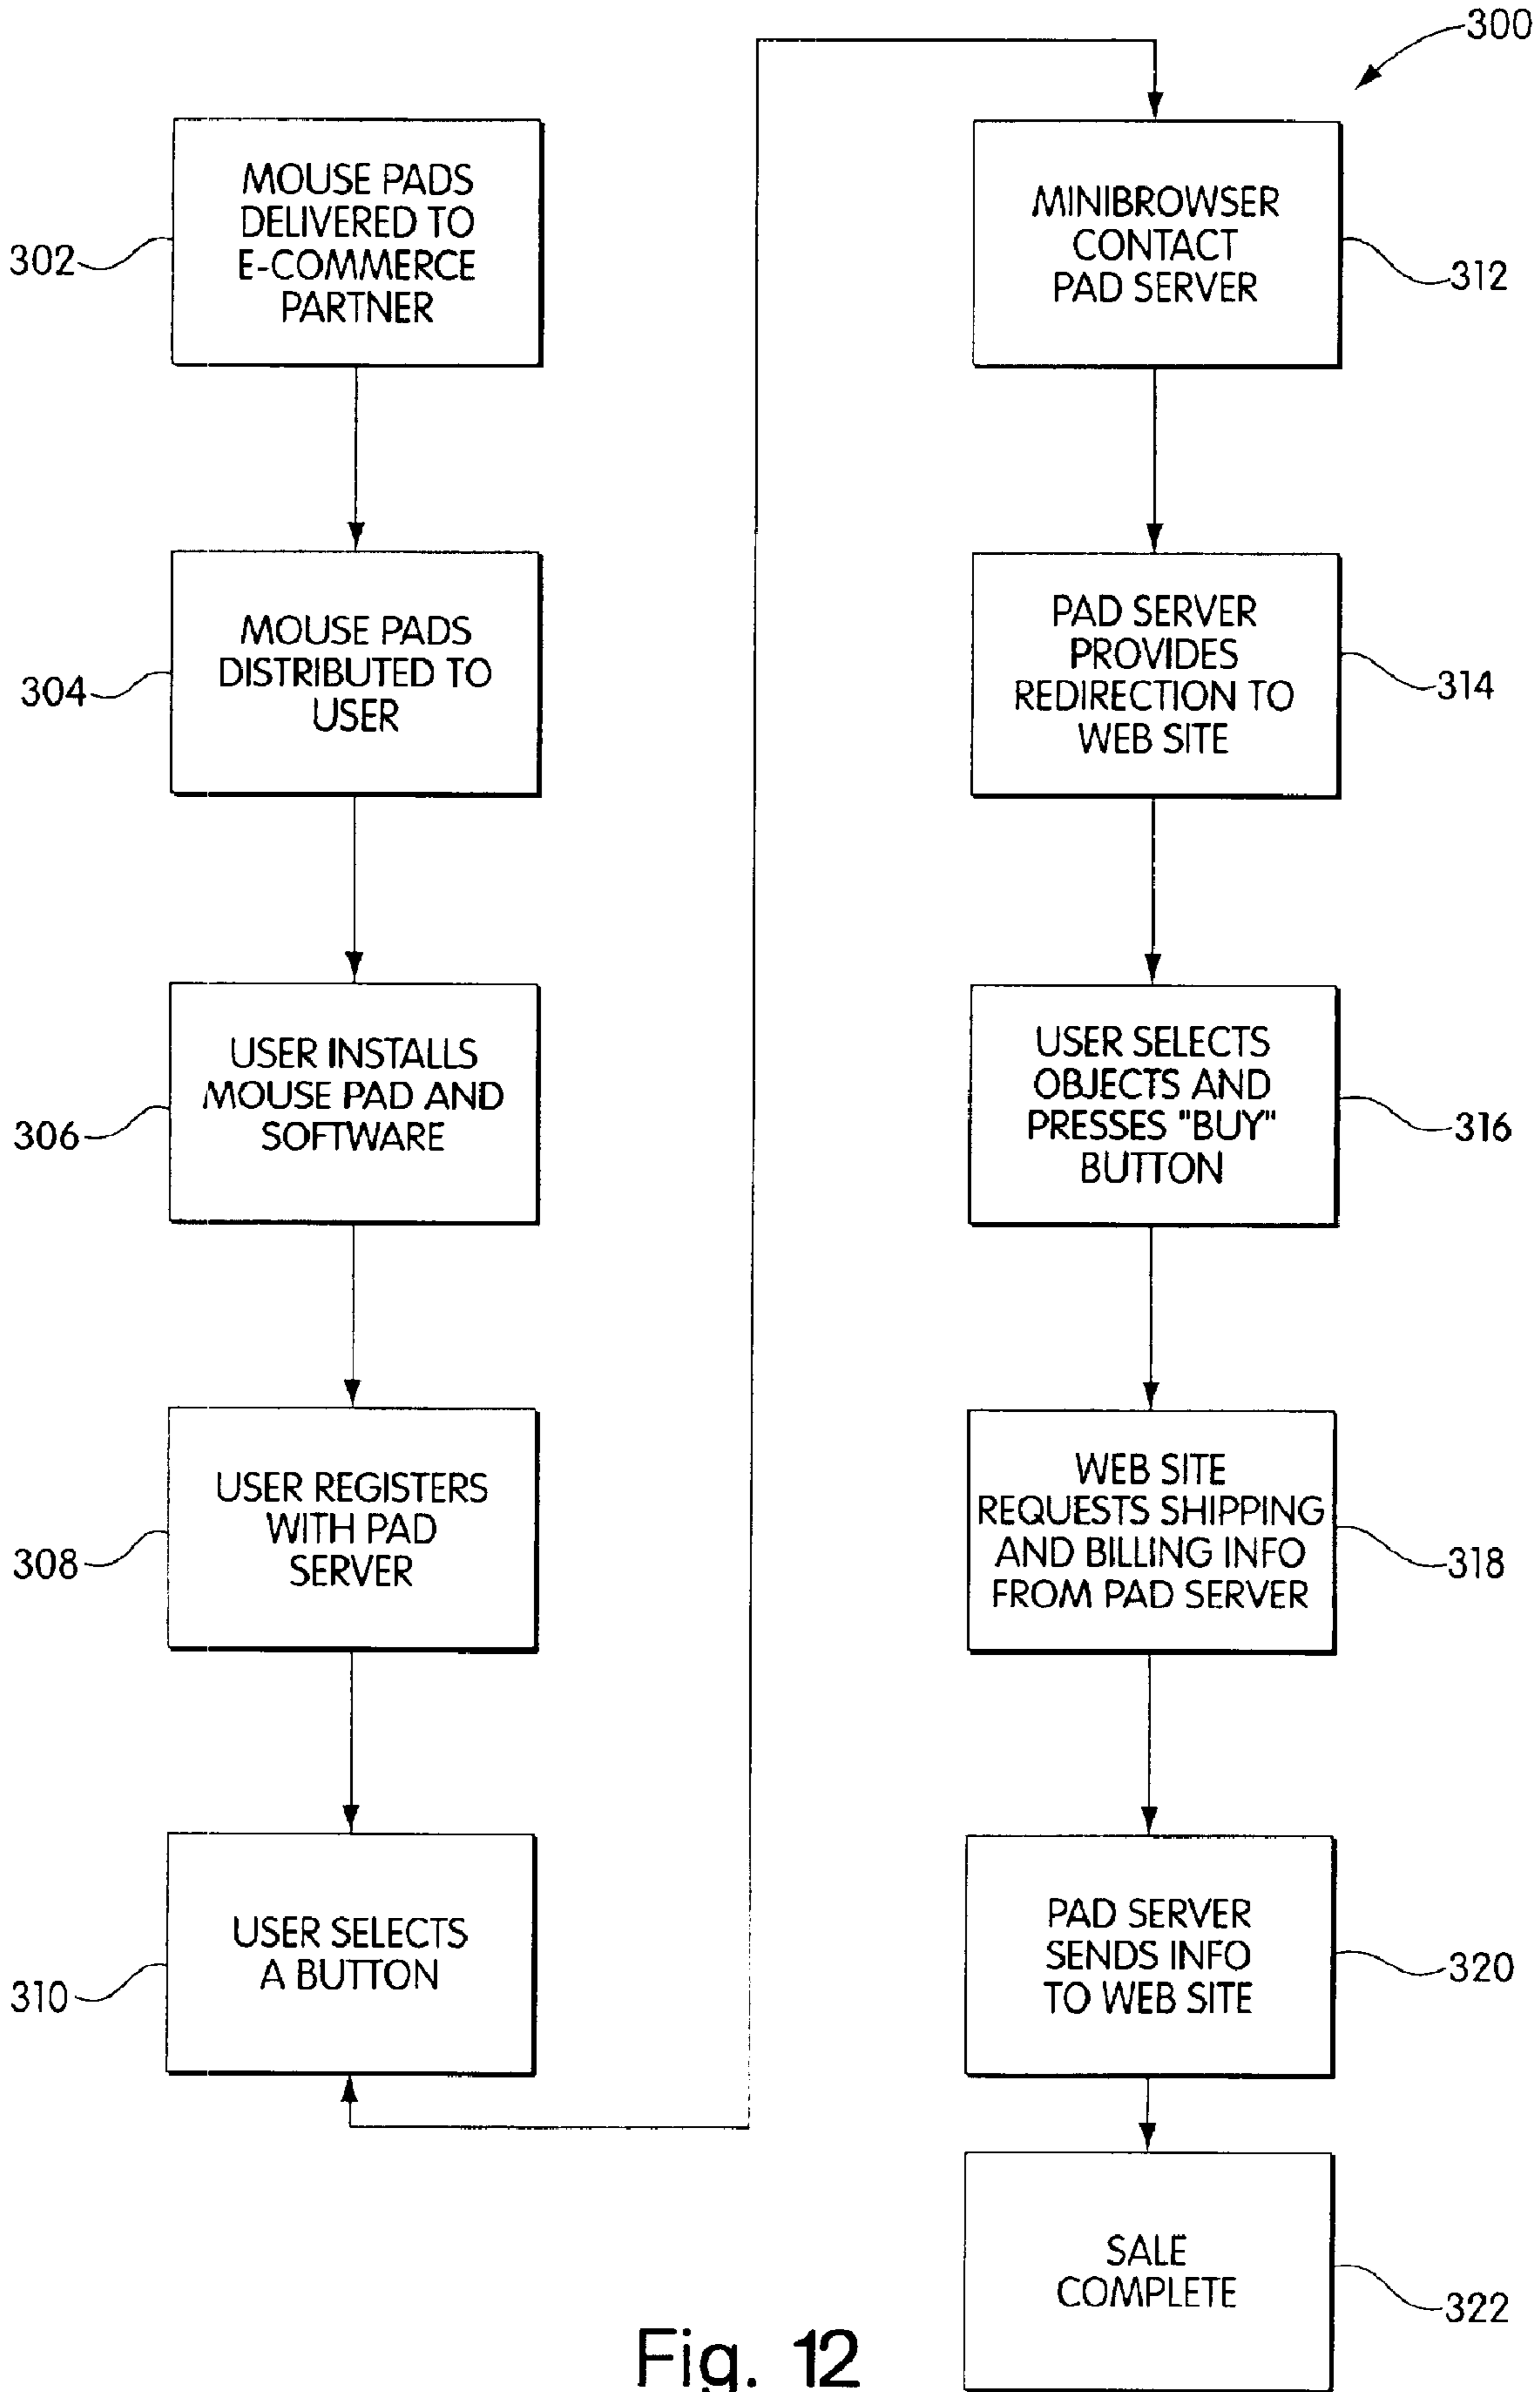 300
MOUSE PADS
DELIVERED TO
E-COMMERCE
PARTNER
302
MOUSE PADS
DISTRIBUTED TO
USER
304
USER INSTALLS
MOUSE PAD AND
SOFTWARE
306
USER REGISTERS
WITH PAD
SERVER
308
USER SELECTS
A BUTTON
310
MINIBROWSER
CONTACT
PAD SERVER
312
PAD SERVER
PROVIDES
REDIRECTION TO
WEB SITE
314
USER SELECTS
OBJECTS AND
PRESSES "BUY"
BUTTON
316
WEB SITE
REQUESTS SHIPPING
AND BILLING INFO
FROM PAD SERVER
318
PAD SERVER
SENDS INFO
TO WEB SITE
320
SALE
COMPLETE
322
Fig. 12